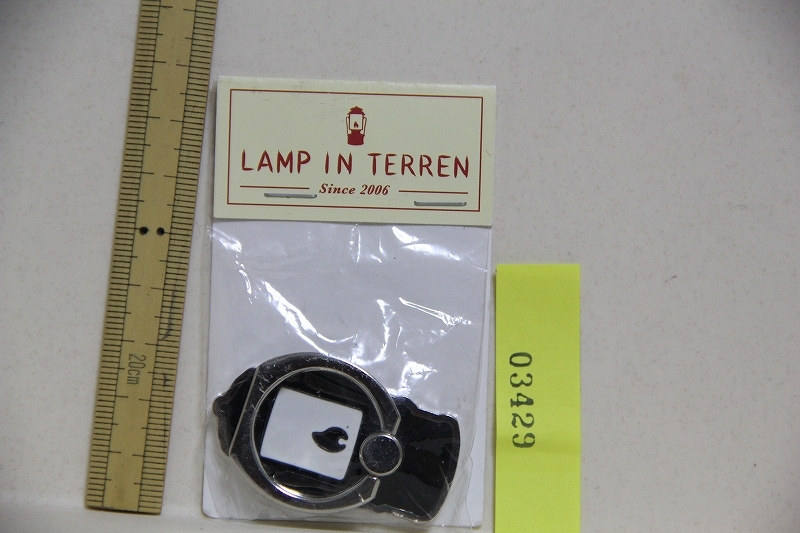 LAMP IN TERREN
Since 2006
20cm
03429